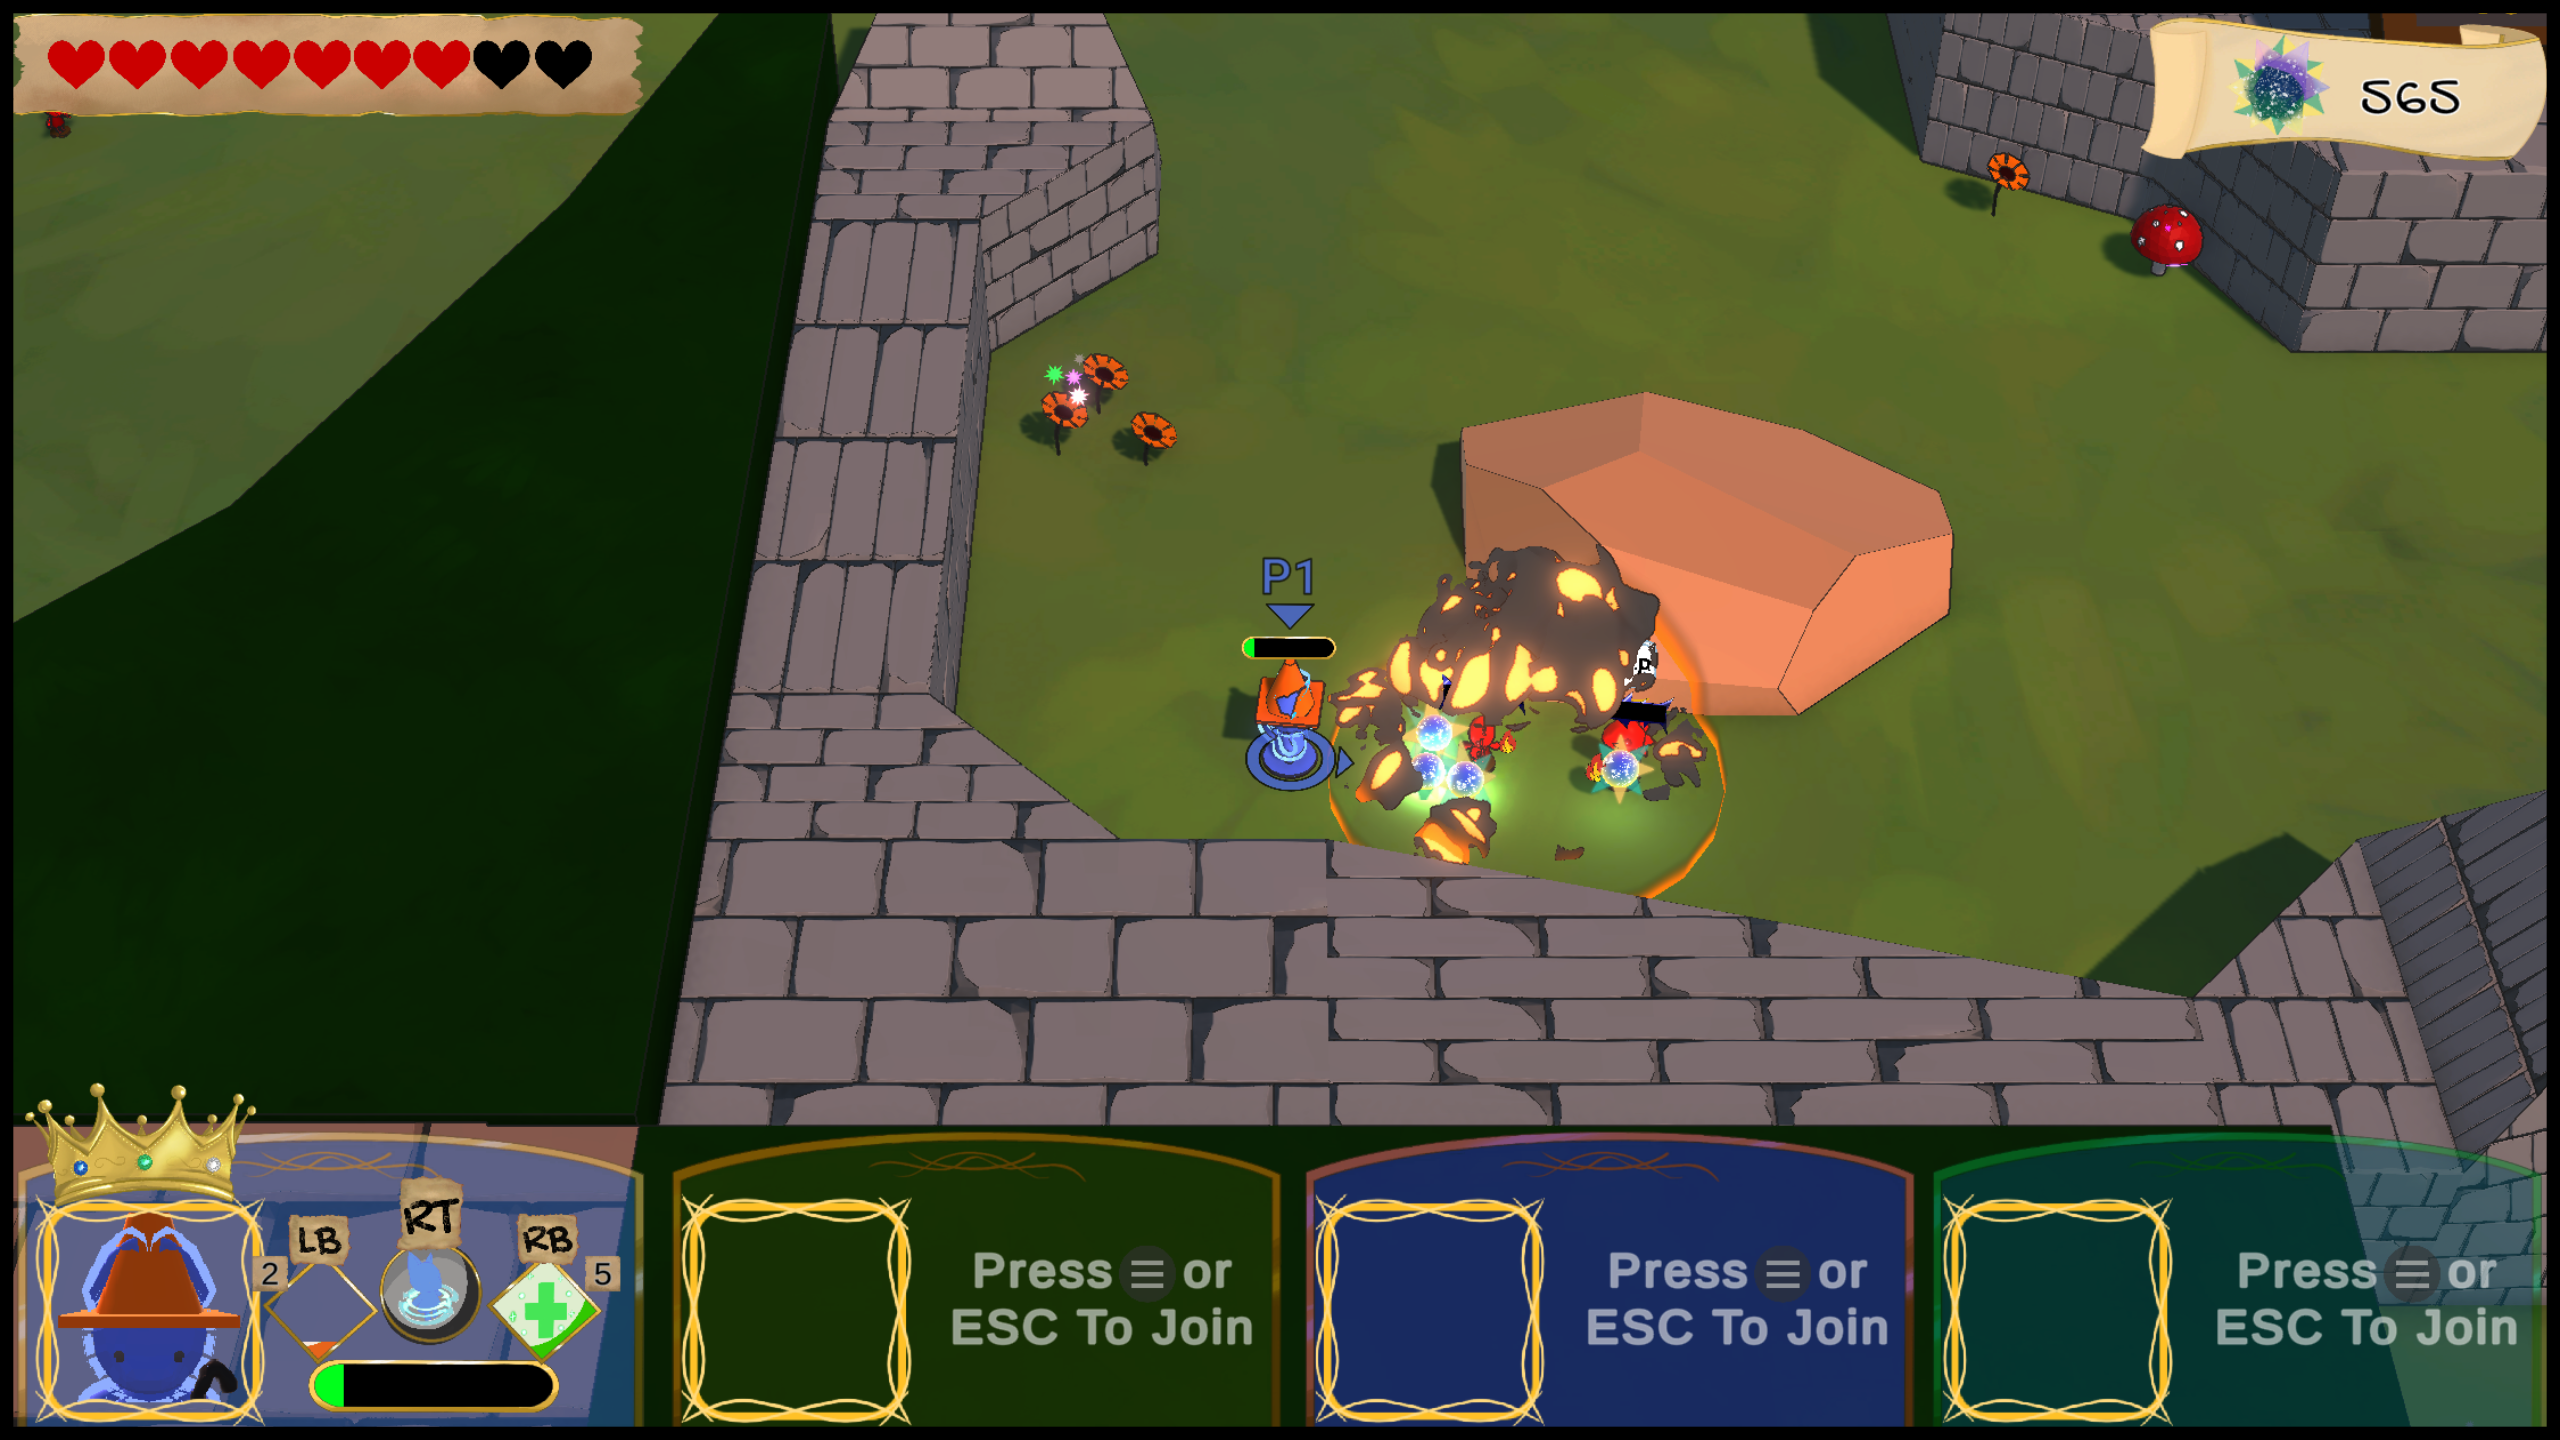 565
P1
LB
RT
RB
2
5
Press or
ESC To Join
Press or
ESC To Join
Press or
ESC To Join